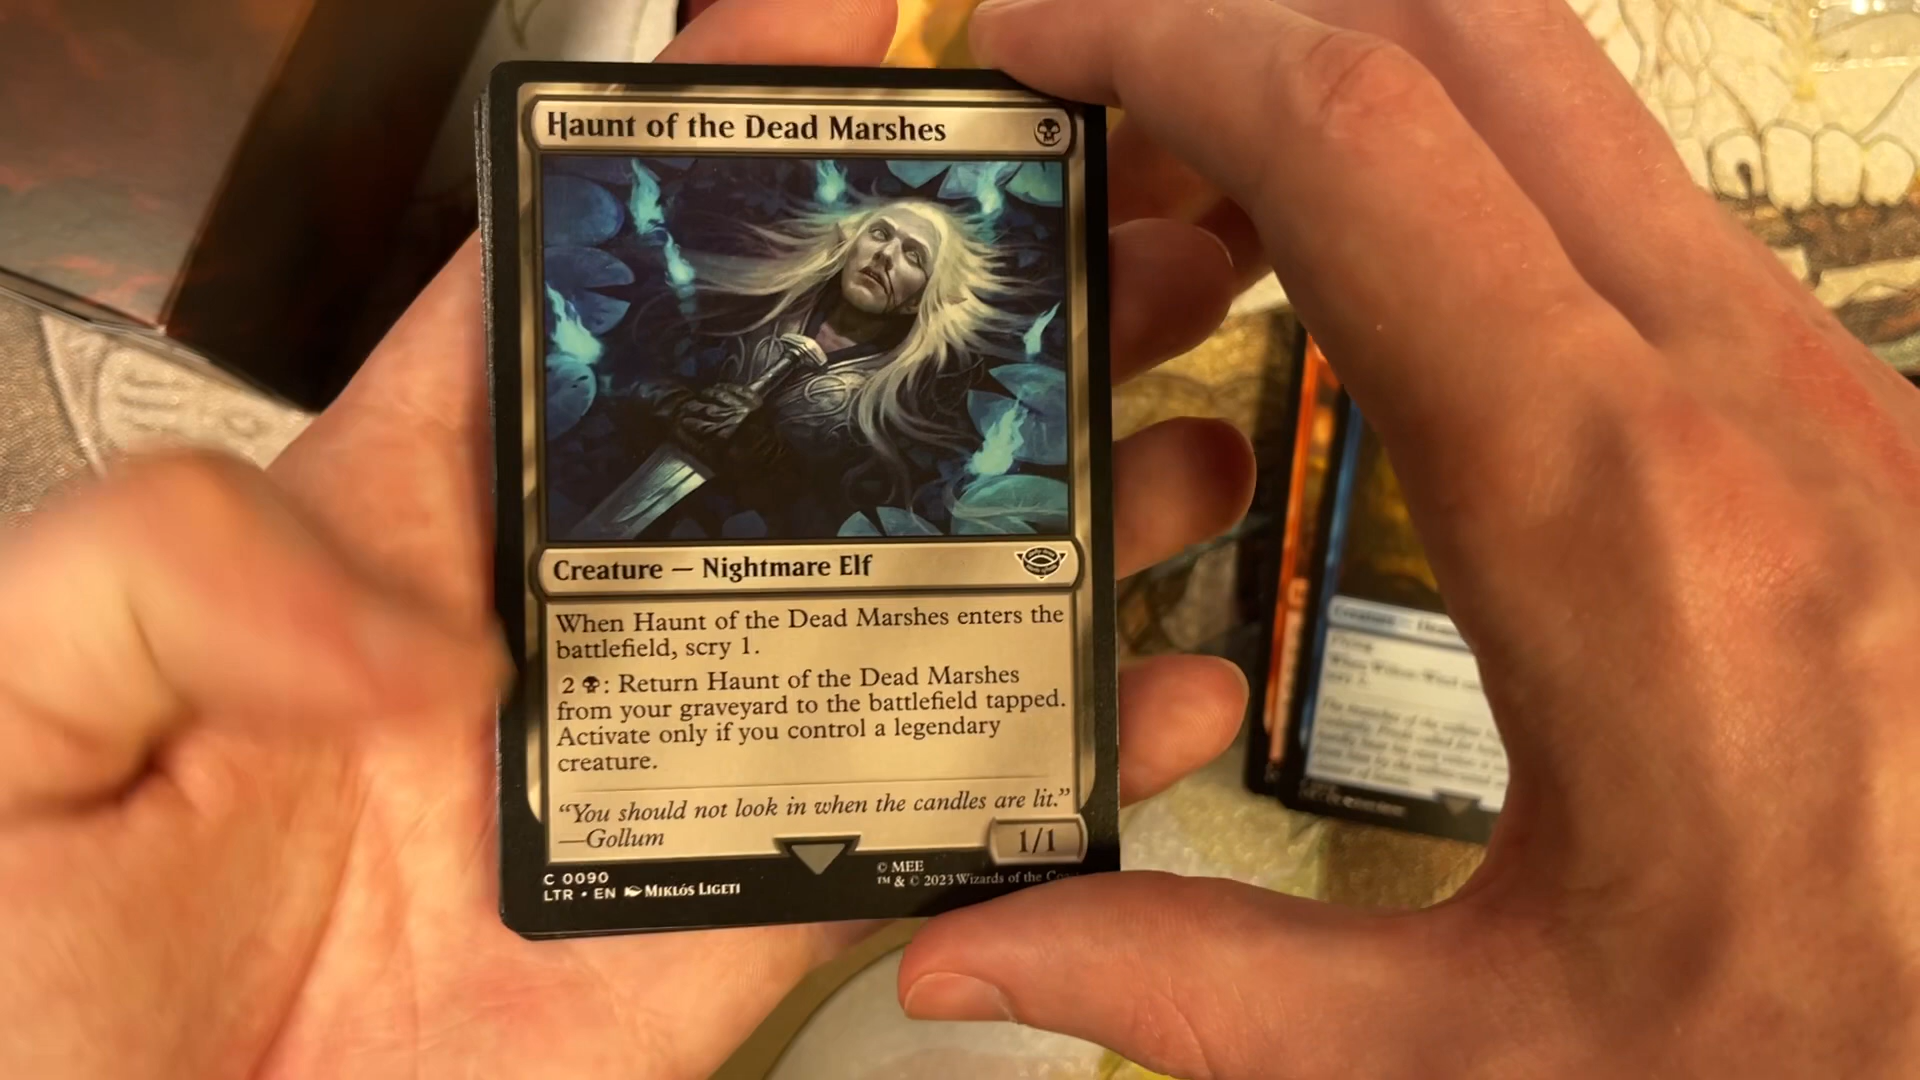 Haunt of the Dead Marshes
Creature — Nightmare Elf
When Haunt of the Dead Marshes enters the
battlefield, scry 1.
2 : Return Haunt of the Dead Marshes
from your graveyard to the battlefield tapped.
Activate only if you control a legendary
creature.
“You should not look in when the candles are lit.”
—Gollum
1/1
C 0090
LTR • EN MIKLÓS LIGETI
© MEE
™ & © 2023 Wizards of the
Creature —
Flying